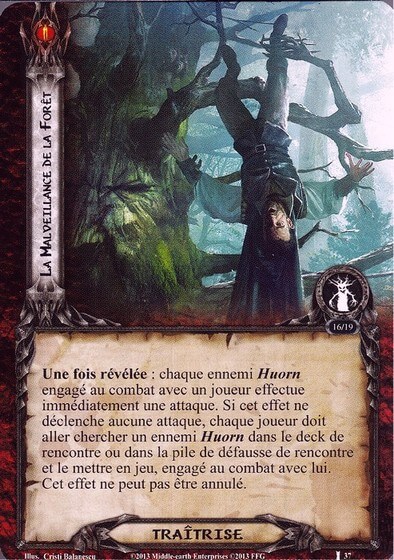 La Malveillance de la Forêt
16/19
Une fois révélée : chaque ennemi Huorn
engagé au combat avec un joueur effectue
immédiatement une attaque. Si cet effet ne
déclenche aucune attaque, chaque joueur doit
aller chercher un ennemi Huorn dans le deck de
rencontre ou dans la pile de défausse de rencontre
et le mettre en jeu, engagé au combat avec lui.
Cet effet ne peut pas être annulé.
TRAÎTRISE
Illus. Cristi Balanescu ©2013 Middle-earth Enterprises ©2013 FFG 37